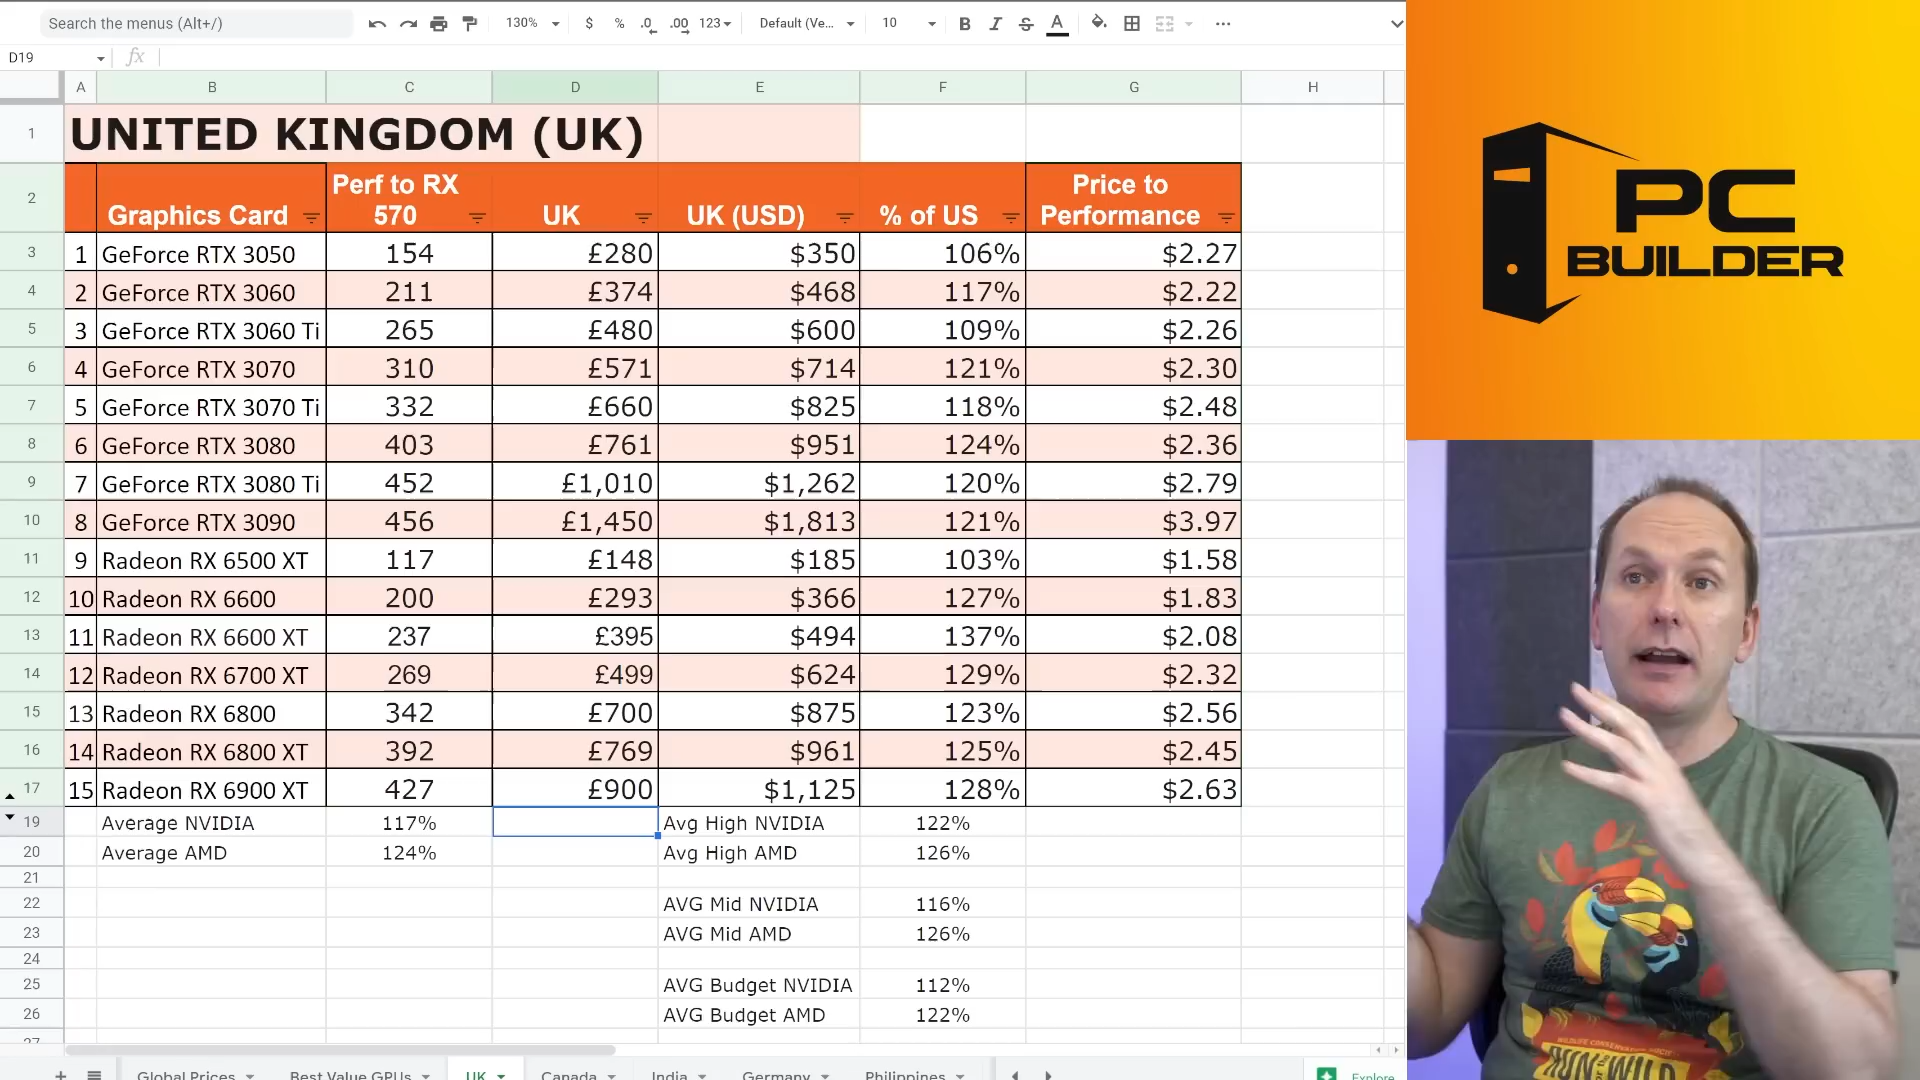 Search the menus (Alt+/)
130%
$ % .0 .00 123
Default (Ve...
10
B I S A
D19
fx
A B C D E F G H
1 UNITED KINGDOM (UK)
2 Graphics Card Perf to RX 570 UK UK (USD) % of US Price to Performance
3 1 GeForce RTX 3050 154 £280 $350 106% $2.27
4 2 GeForce RTX 3060 211 £374 $468 117% $2.22
5 3 GeForce RTX 3060 Ti 265 £480 $600 109% $2.26
6 4 GeForce RTX 3070 310 £571 $714 121% $2.30
7 5 GeForce RTX 3070 Ti 332 £660 $825 118% $2.48
8 6 GeForce RTX 3080 403 £761 $951 124% $2.36
9 7 GeForce RTX 3080 Ti 452 £1,010 $1,262 120% $2.79
10 8 GeForce RTX 3090 456 £1,450 $1,813 121% $3.97
11 9 Radeon RX 6500 XT 117 £148 $185 103% $1.58
12 10 Radeon RX 6600 200 £293 $366 127% $1.83
13 11 Radeon RX 6600 XT 237 £395 $494 137% $2.08
14 12 Radeon RX 6700 XT 269 £499 $624 129% $2.32
15 13 Radeon RX 6800 342 £700 $875 123% $2.56
16 14 Radeon RX 6800 XT 392 £769 $961 125% $2.45
17 15 Radeon RX 6900 XT 427 £900 $1,125 128% $2.63
19 Average NVIDIA 117% Avg High NVIDIA 122%
20 Average AMD 124% Avg High AMD 126%
21
22 AVG Mid NVIDIA 116%
23 AVG Mid AMD 126%
24
25 AVG Budget NVIDIA 112%
26 AVG Budget AMD 122%
27
Global Prices Best Value GPUs UK Canada India Germany Philippines
Explore
PC
BUILDER
RUN for the WILD